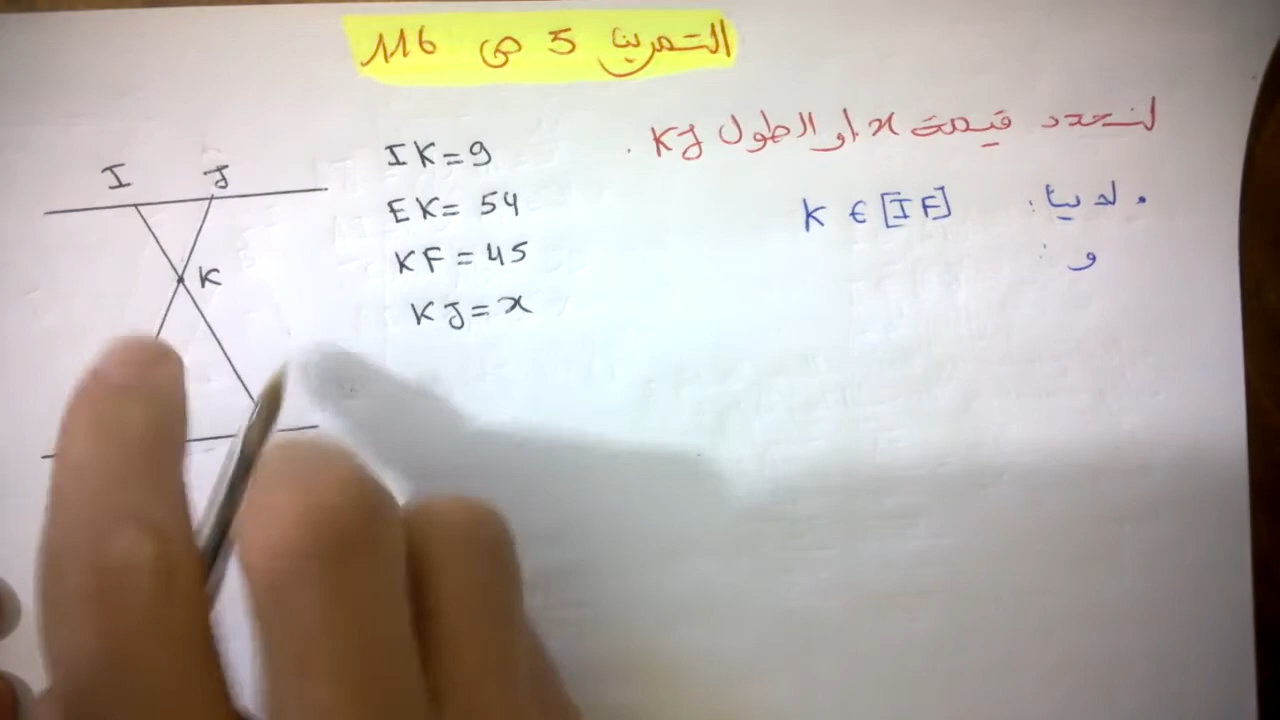 التمرين 5 ص 116
لنحدد قيمة x او الطول KJ .
I J
K
IK=9
EK= 54
KF = 45
KJ=x
• لدينا : K ∈ [IF]
و :